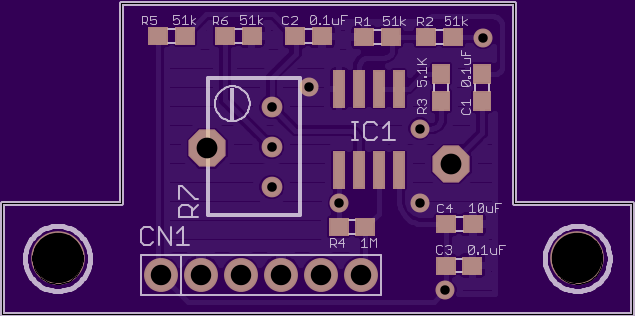 R5 51k R6 51k C2 0.1uF R1 51k R2 51k
R3 5.1K
C1 0.1uF
IC1
R7
C4 10uF
CN1
R4 1M
C3 0.1uF